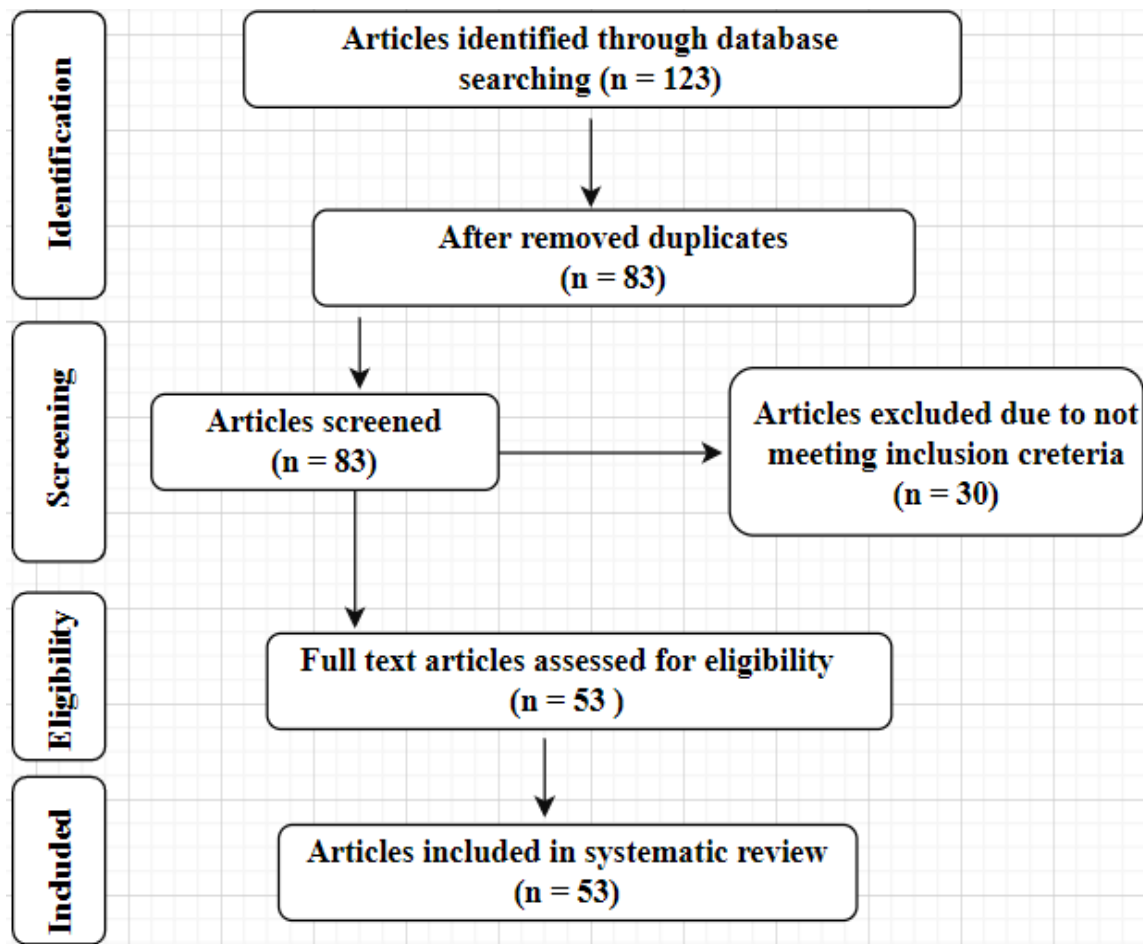 Identification
Articles identified through database
searching (n = 123)
After removed duplicates
(n = 83)
Screening
Articles screened
(n = 83)
Articles excluded due to not
meeting inclusion creteria
(n = 30)
Eligibility
Full text articles assessed for eligibility
(n = 53 )
Included
Articles included in systematic review
(n = 53)